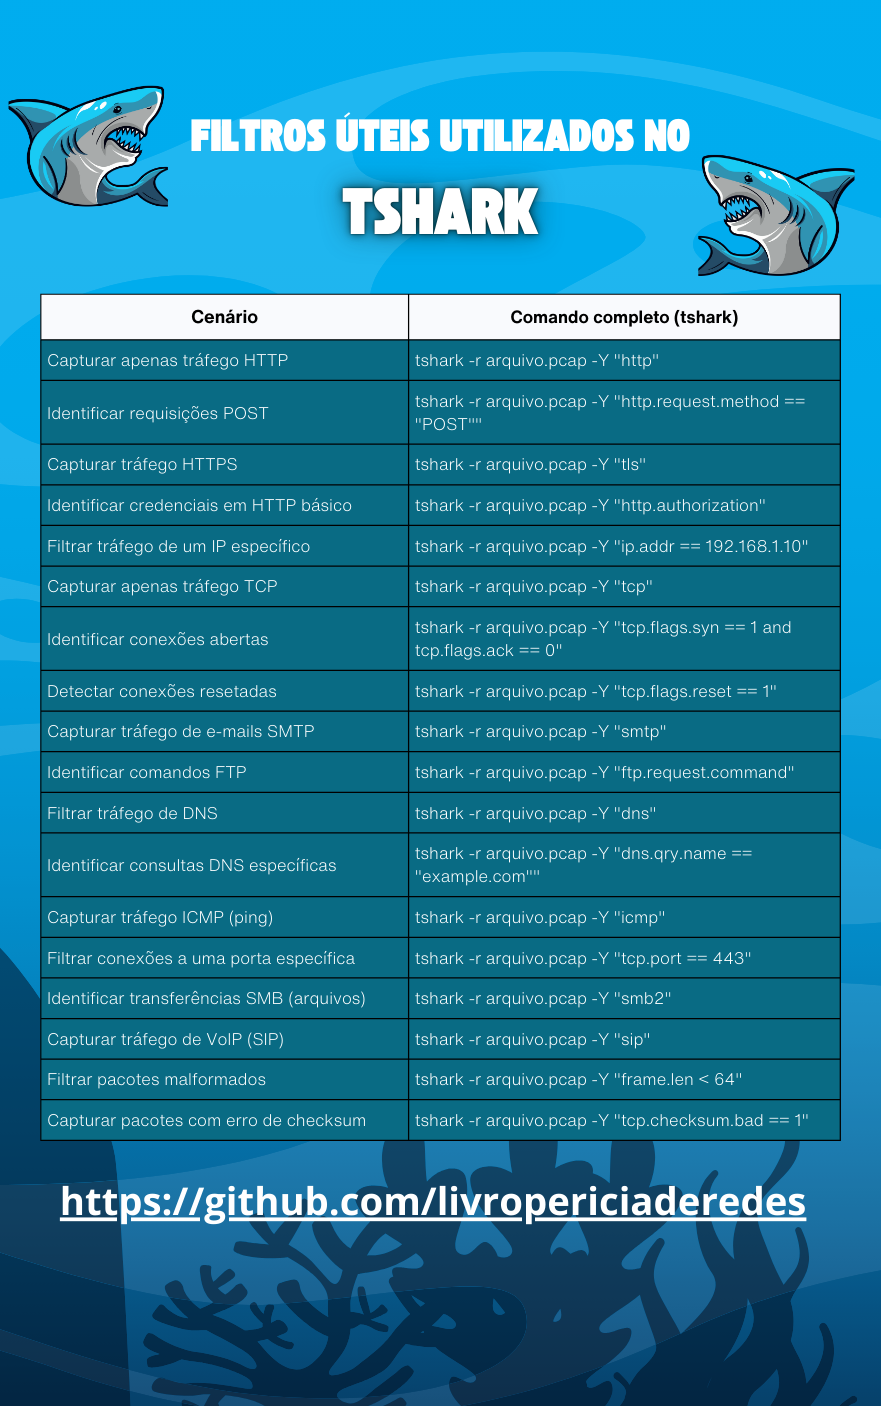 FILTROS ÚTEIS UTILIZADOS NO
TSHARK
Cenário
Comando completo (tshark)
Capturar apenas tráfego HTTP
tshark -r arquivo.pcap -Y "http"
Identificar requisições POST
tshark -r arquivo.pcap -Y "http.request.method ==
"POST""
Capturar tráfego HTTPS
tshark -r arquivo.pcap -Y "tls"
Identificar credenciais em HTTP básico
tshark -r arquivo.pcap -Y "http.authorization"
Filtrar tráfego de um IP específico
tshark -r arquivo.pcap -Y "ip.addr == 192.168.1.10"
Capturar apenas tráfego TCP
tshark -r arquivo.pcap -Y "tcp"
Identificar conexões abertas
tshark -r arquivo.pcap -Y "tcp.flags.syn == 1 and
tcp.flags.ack == 0"
Detectar conexões resetadas
tshark -r arquivo.pcap -Y "tcp.flags.reset == 1"
Capturar tráfego de e-mails SMTP
tshark -r arquivo.pcap -Y "smtp"
Identificar comandos FTP
tshark -r arquivo.pcap -Y "ftp.request.command"
Filtrar tráfego de DNS
tshark -r arquivo.pcap -Y "dns"
Identificar consultas DNS específicas
tshark -r arquivo.pcap -Y "dns.qry.name ==
"example.com""
Capturar tráfego ICMP (ping)
tshark -r arquivo.pcap -Y "icmp"
Filtrar conexões a uma porta específica
tshark -r arquivo.pcap -Y "tcp.port == 443"
Identificar transferências SMB (arquivos)
tshark -r arquivo.pcap -Y "smb2"
Capturar tráfego de VoIP (SIP)
tshark -r arquivo.pcap -Y "sip"
Filtrar pacotes malformados
tshark -r arquivo.pcap -Y "frame.len < 64"
Capturar pacotes com erro de checksum
tshark -r arquivo.pcap -Y "tcp.checksum.bad == 1"
https://github.com/livropericiaderedes